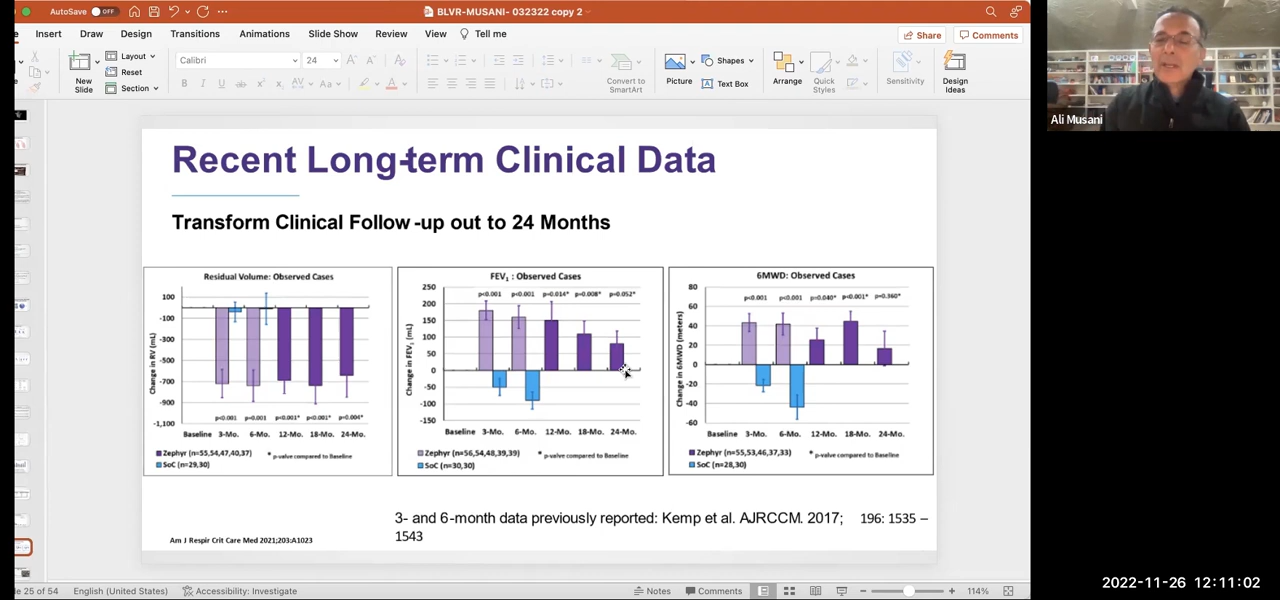 AutoSave OFF
BLVR-MUSANI- 032322 copy 2
Insert Draw Design Transitions Animations Slide Show Review View Tell me
Share Comments
New Slide
Layout
Reset
Section
Calibri 24
Convert to SmartArt
Picture
Shapes
Text Box
Arrange
Quick Styles
Sensitivity
Design Ideas
Ali Musani
Recent Long-term Clinical Data
Transform Clinical Follow-up out to 24 Months
Residual Volume: Observed Cases
Change in RV (mL)
100
-100
-300
-500
-700
-900
-1,100
p<0.001 p<0.001 p<0.001* p<0.001* p=0.004*
Baseline 3-Mo. 6-Mo. 12-Mo. 18-Mo. 24-Mo.
Zephyr (n=55,54,47,40,37) * p-valve compared to Baseline
SoC (n=29,30)
FEV1 : Observed Cases
Change in FEV1 (mL)
250
200
150
100
50
0
-50
-100
-150
p<0.001 p<0.001 p=0.014* p=0.008* p=0.052*
Baseline 3-Mo. 6-Mo. 12-Mo. 18-Mo. 24-Mo.
Zephyr (n=56,54,48,39,39) * p-valve compared to Baseline
SoC (n=30,30)
6MWD: Observed Cases
Change in 6MWD (meters)
80
60
40
20
0
-20
-40
-60
p<0.001 p<0.001 p=0.040* p<0.001* p=0.360*
Baseline 3-Mo. 6-Mo. 12-Mo. 18-Mo. 24-Mo.
Zephyr (n=55,53,46,37,33) * p-valve compared to Baseline
SoC (n=28,30)
3- and 6-month data previously reported: Kemp et al. AJRCCM. 2017; 196: 1535 –
1543
Am J Respir Crit Care Med 2021;203:A1023
de 25 of 54 English (United States) Accessibility: Investigate Notes Comments 114%
2022-11-26 12:11:02